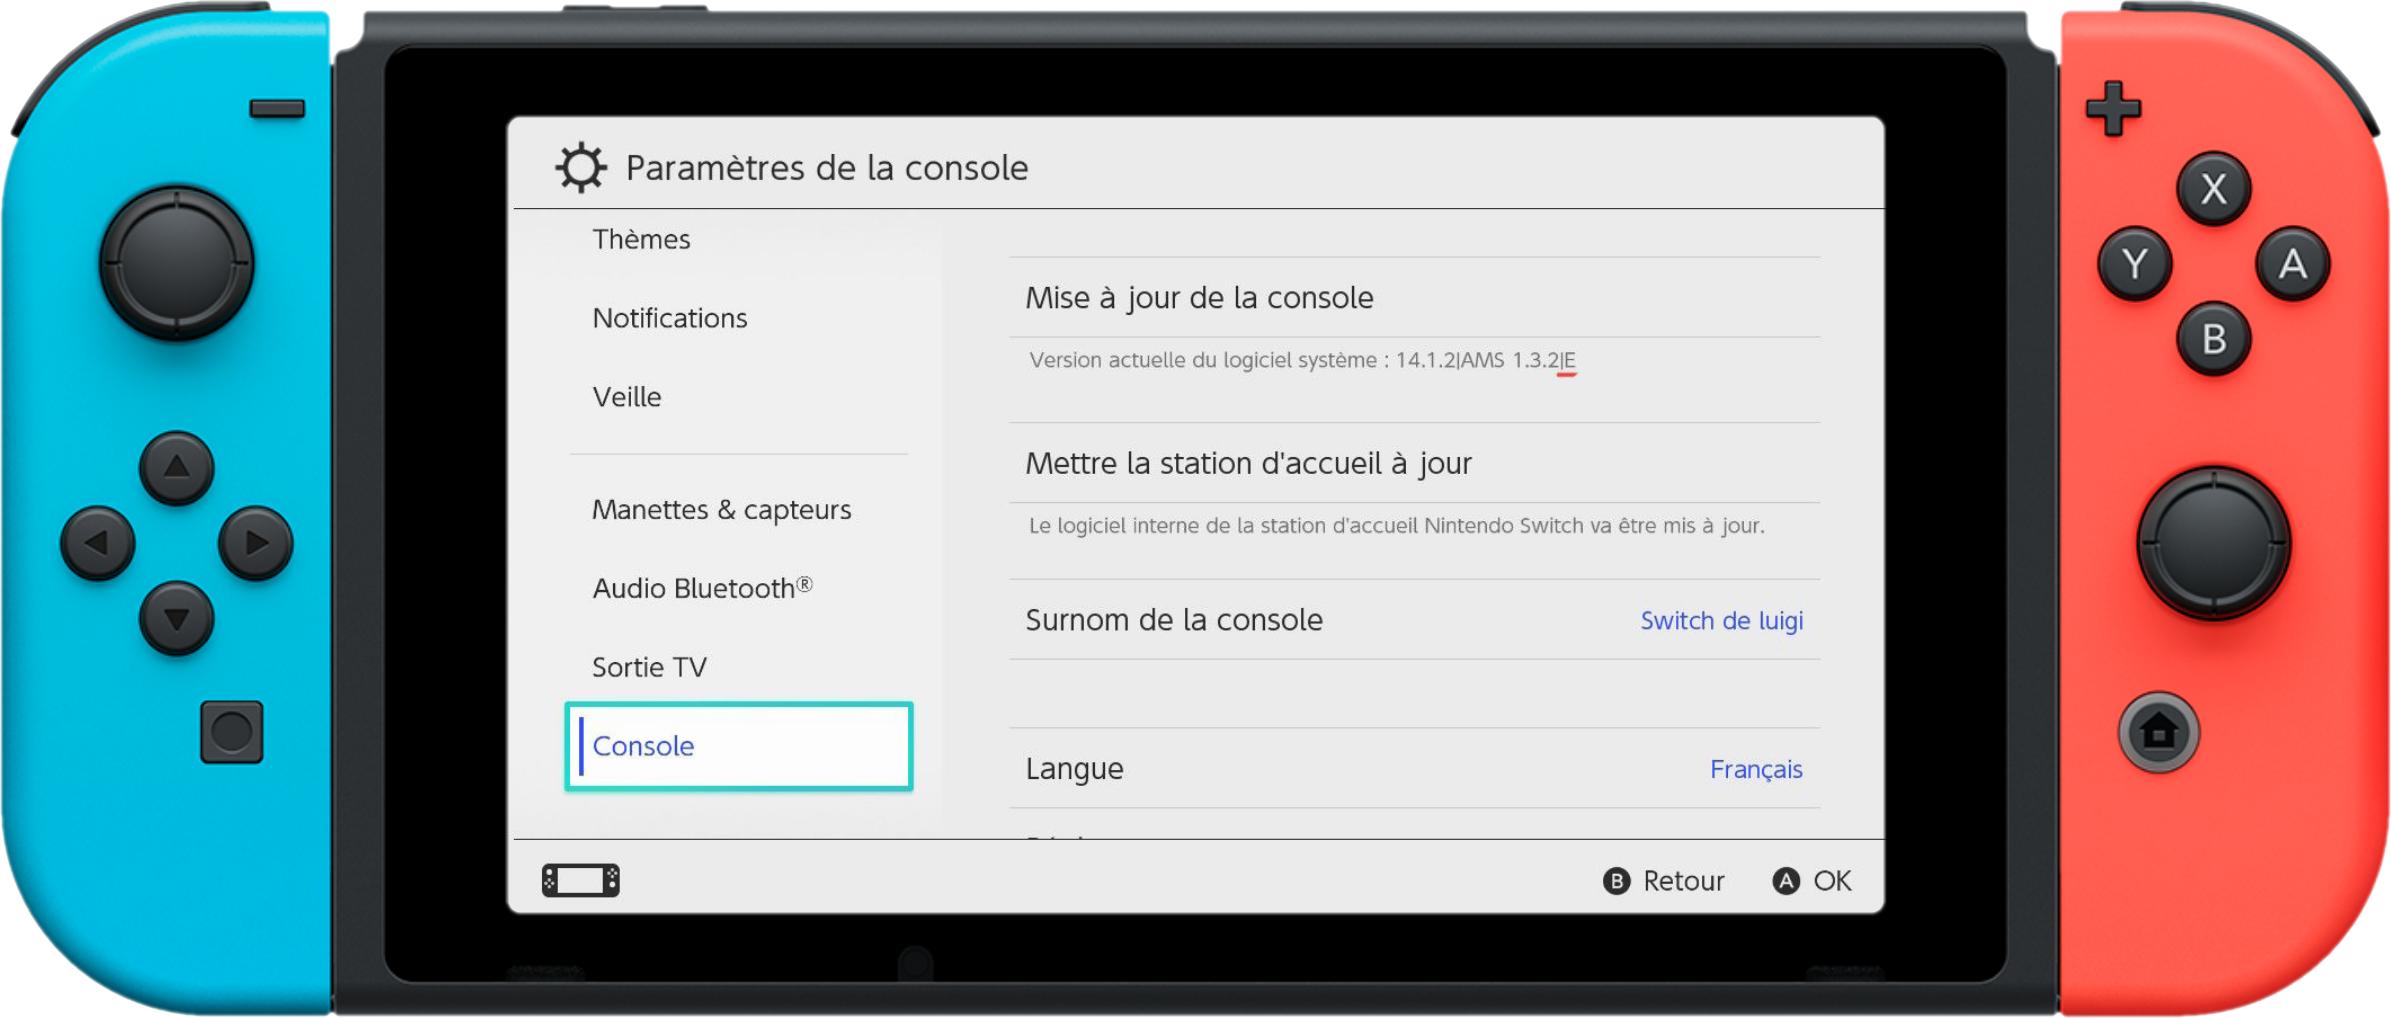 Paramètres de la console
Thèmes
Notifications
Veille
Manettes & capteurs
Audio Bluetooth®
Sortie TV
Console
Mise à jour de la console
Version actuelle du logiciel système : 14.1.2|AMS 1.3.2|E
Mettre la station d'accueil à jour
Le logiciel interne de la station d'accueil Nintendo Switch va être mis à jour.
Surnom de la console Switch de luigi
Langue Français
B Retour A OK
X
Y A
B